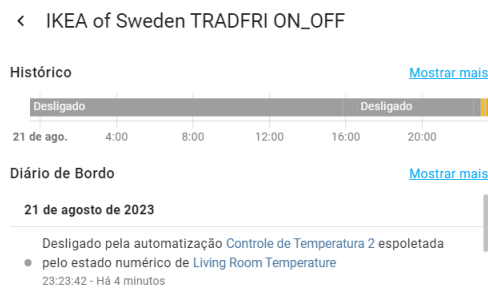 IKEA of Sweden TRADFRI ON_OFF
Histórico Mostrar mais
Desligado Desligado
21 de ago. 4:00 8:00 12:00 16:00 20:00
Diário de Bordo Mostrar mais
21 de agosto de 2023
Desligado pela automatização Controle de Temperatura 2 espoletada
pelo estado numérico de Living Room Temperature
23:23:42 - Há 4 minutos